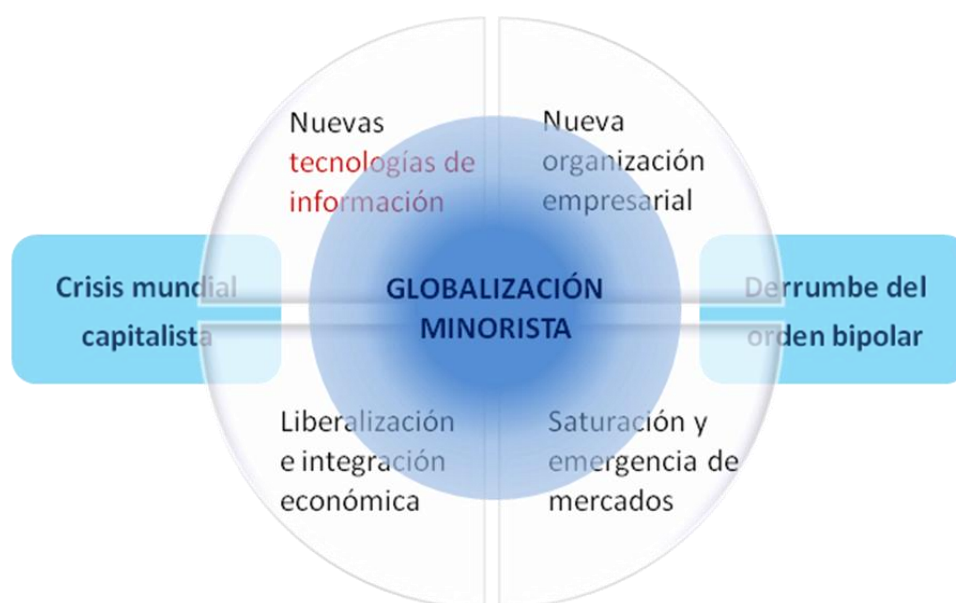 Nuevas
tecnologías de
información
Nueva
organización
empresarial
Crisis mundial
capitalista
GLOBALIZACIÓN
MINORISTA
Derrumbe del
orden bipolar
Liberalización
e integración
económica
Saturación y
emergencia de
mercados